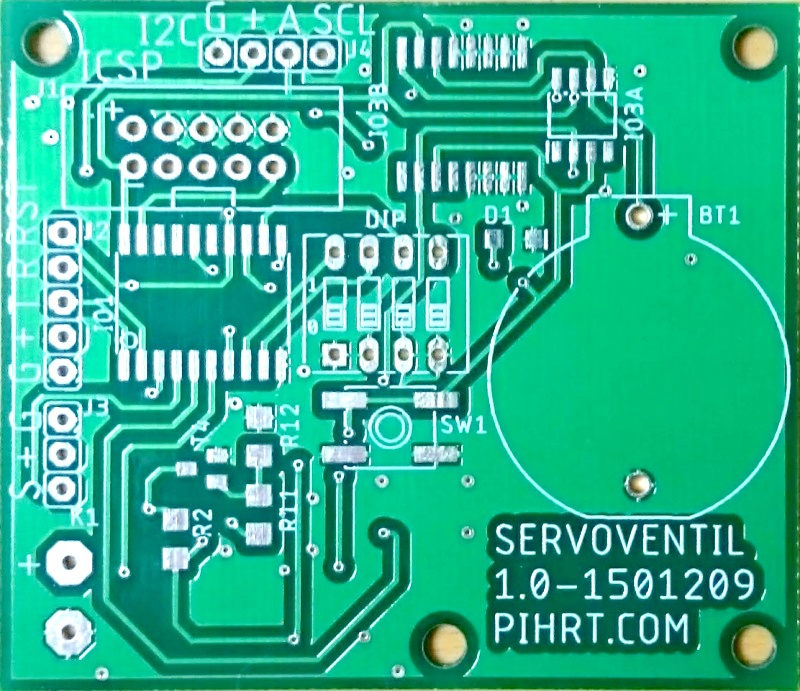 I2C G + A SCL
J4
ICSP
J1
+
-
IO3B
IO3A
RST
R
T
+
G
J2
DIP
D1
+
BT1
IO1
1
0
G
+
S
J3
SW1
R12
T4
R11
R2
K1
+
SERVOVENTIL
1.0-1501209
PIHRT.COM